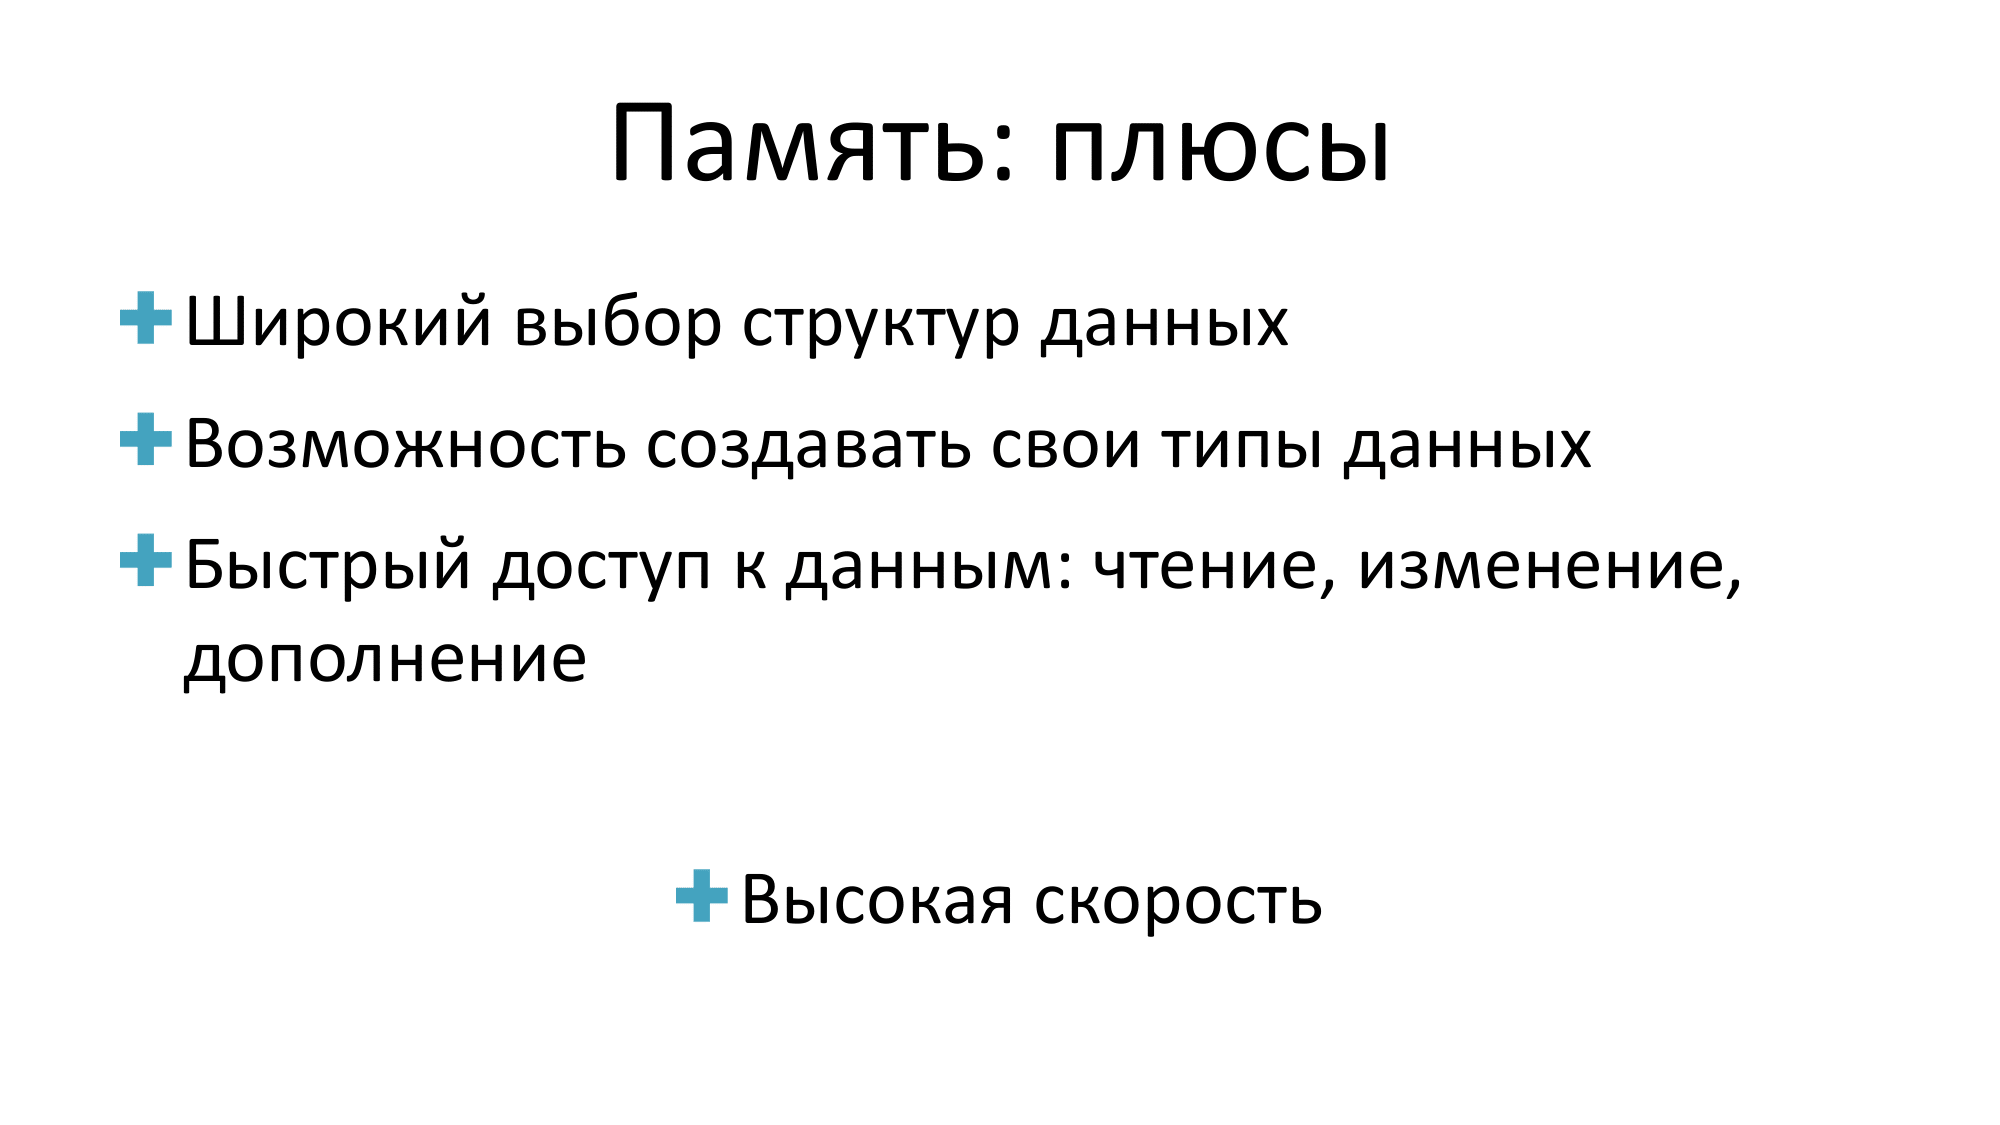 Память: плюсы
Широкий выбор структур данных
Возможность создавать свои типы данных
Быстрый доступ к данным: чтение, изменение,
дополнение
Высокая скорость